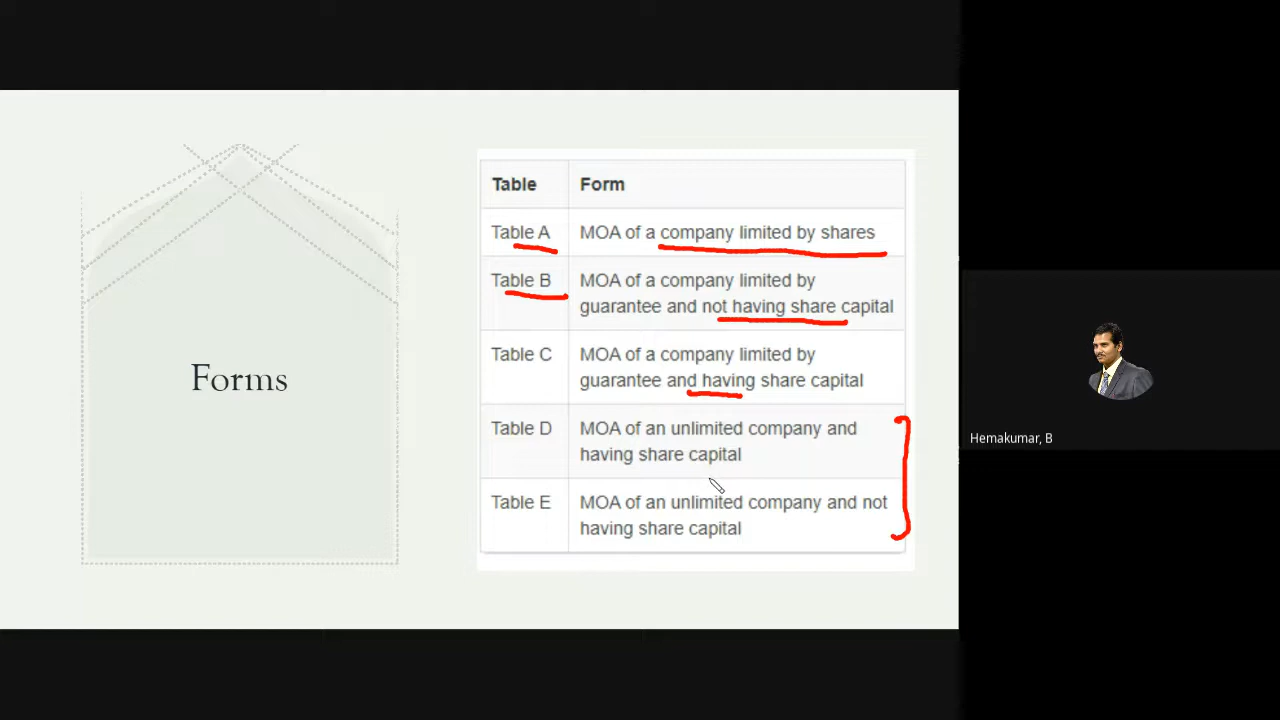 Forms
Table Form
Table A MOA of a company limited by shares
Table B MOA of a company limited by
guarantee and not having share capital
Table C MOA of a company limited by
guarantee and having share capital
Table D MOA of an unlimited company and
having share capital
Table E MOA of an unlimited company and not
having share capital
Hemakumar, B